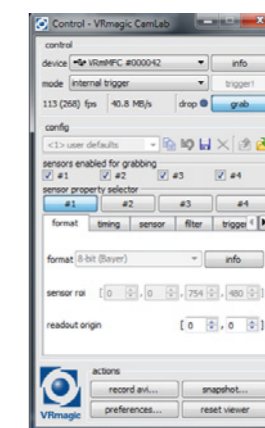 Control - VRmagic CamLab
control
device VRmMFC #000042 info
mode internal trigger trigger!
113 (268) fps 40.8 MB/s drop grab
config
<1> user defaults
sensors enabled for grabbing
#1 #2 #3 #4
sensor property selector
#1 #2 #3 #4
format timing sensor filter trigger
format 8-bit (Bayer) info
sensor roi [ 0 , 0 , 754 , 480 ]
readout origin [ 0 , 0 ]
actions
record avi... snapshot...
preferences... reset viewer
VRmagic